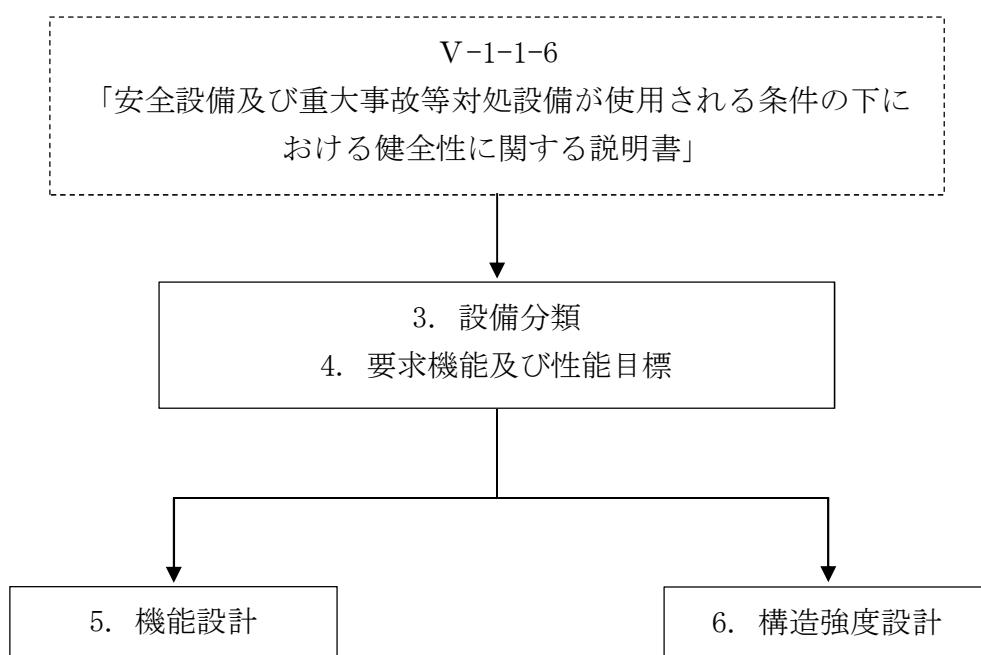 Ⅴ-1-1-6
「安全設備及び重大事故等対処設備が使用される条件の下に
おける健全性に関する説明書」
3. 設備分類
4. 要求機能及び性能目標
5. 機能設計
6. 構造強度設計